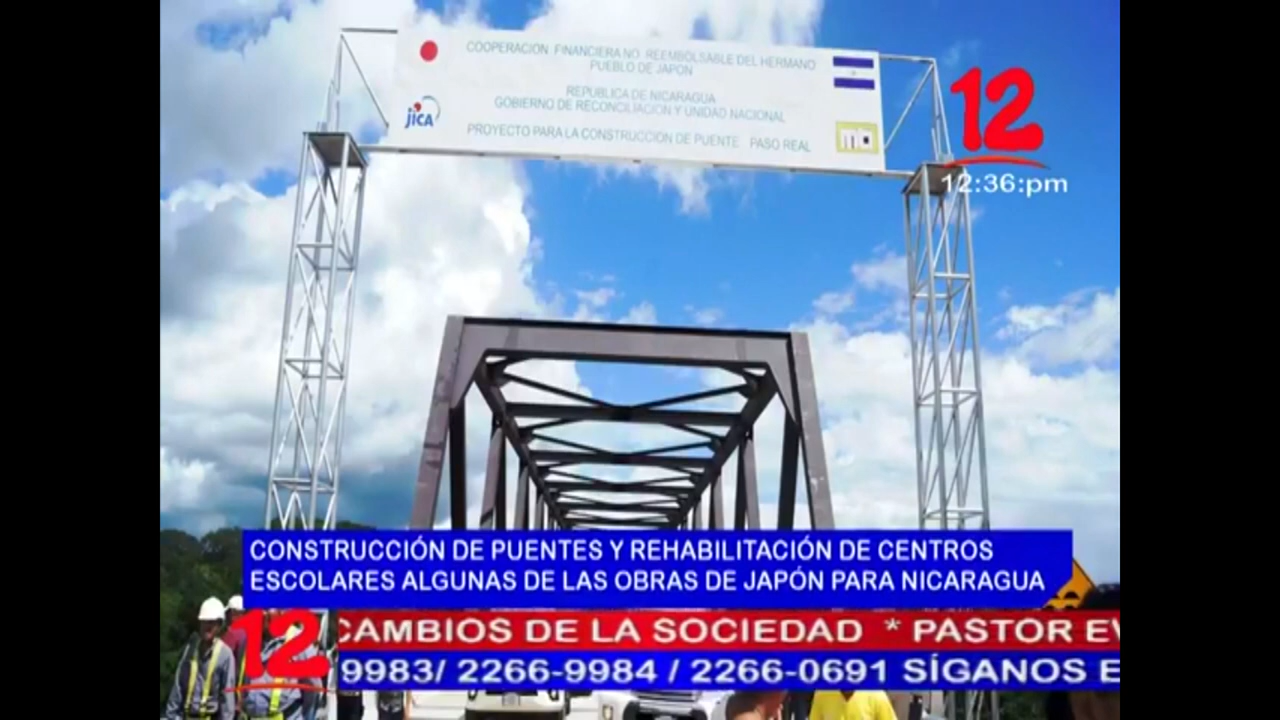 COOPERACION FINANCIERA NO REEMBOLSABLE DEL HERMANO
PUEBLO DE JAPON
REPUBLICA DE NICARAGUA
GOBIERNO DE RECONCILIACION Y UNIDAD NACIONAL
PROYECTO PARA LA CONSTRUCCION DE PUENTE PASO REAL
jICA
12
12:36:pm
CONSTRUCCIÓN DE PUENTES Y REHABILITACIÓN DE CENTROS
ESCOLARES ALGUNAS DE LAS OBRAS DE JAPÓN PARA NICARAGUA
12
CAMBIOS DE LA SOCIEDAD * PASTOR EV
9983/ 2266-9984 / 2266-0691 SÍGANOS E